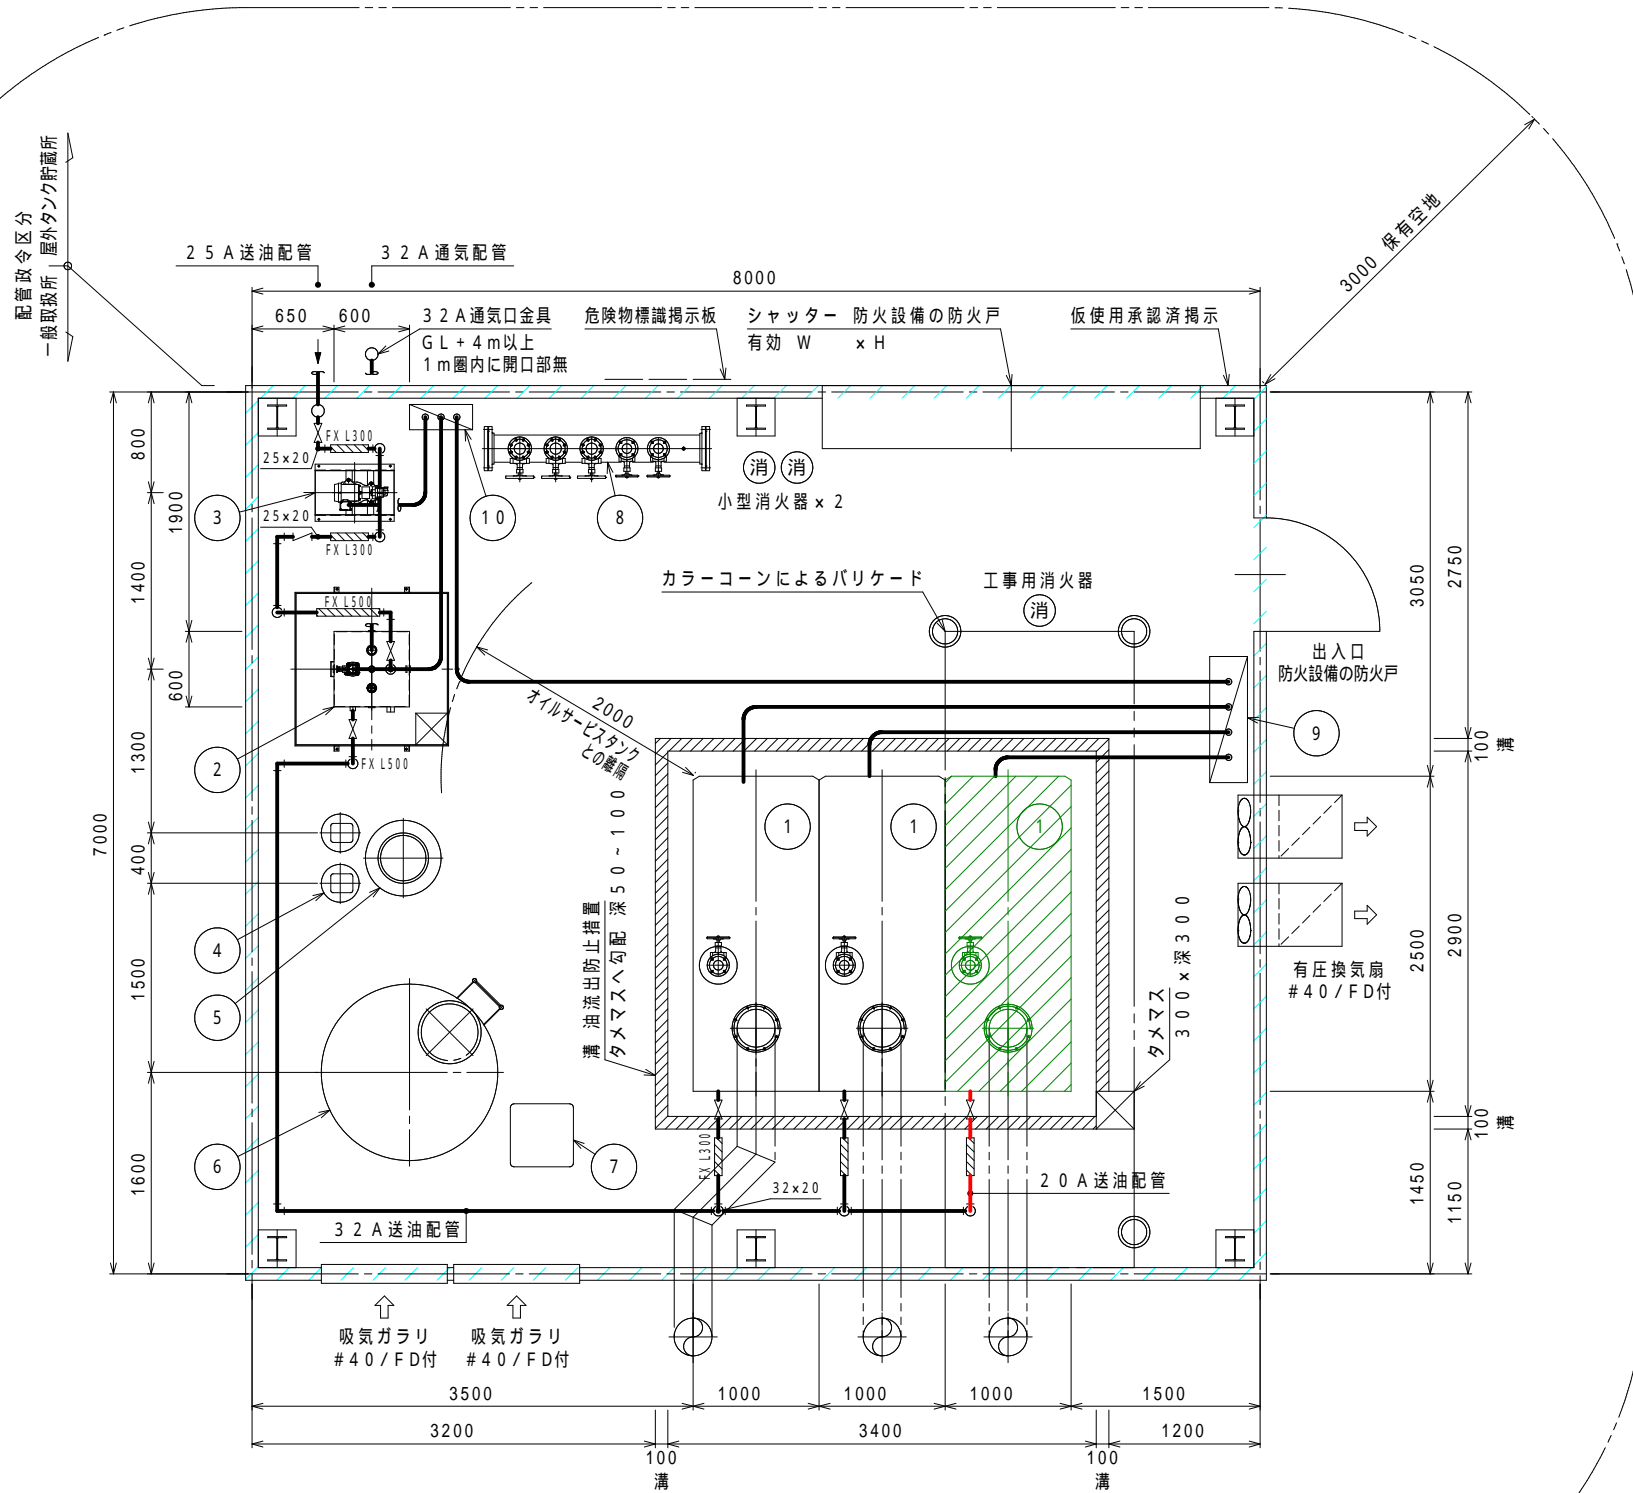 配管政令区分
一般取扱所 屋外タンク貯蔵所
25A送油配管
32A通気配管
3000 保有空地
8000
650
600
32A通気口金具
GL+4m以上
1m圏内に開口部無
危険物標識掲示板
シャッター 防火設備の防火戸
有効 W ×H
仮使用承認済掲示
FX L300
25×20
3
25×20
FX L300
10
8
消 消
小型消火器×2
800
1900
1400
600
1300
7000
400
1500
1600
FX L500
2
FX L500
2000
オイルサービスタンク
との離隔
カラーコーンによるバリケード
工事用消火器
消
出入口
防火設備の防火戸
9
3050
2750
100
溝
2500
2900
100
溝
1450
1150
1
1
1
4
5
6
7
溝 油流出防止措置
タメマスへ勾配 深50~100
タメマス
300×深300
有圧換気扇
#40/FD付
FX L300
32×20
20A送油配管
32A送油配管
吸気ガラリ
#40/FD付
吸気ガラリ
#40/FD付
3500
1000
1000
1000
1500
3200
100
溝
3400
100
溝
1200